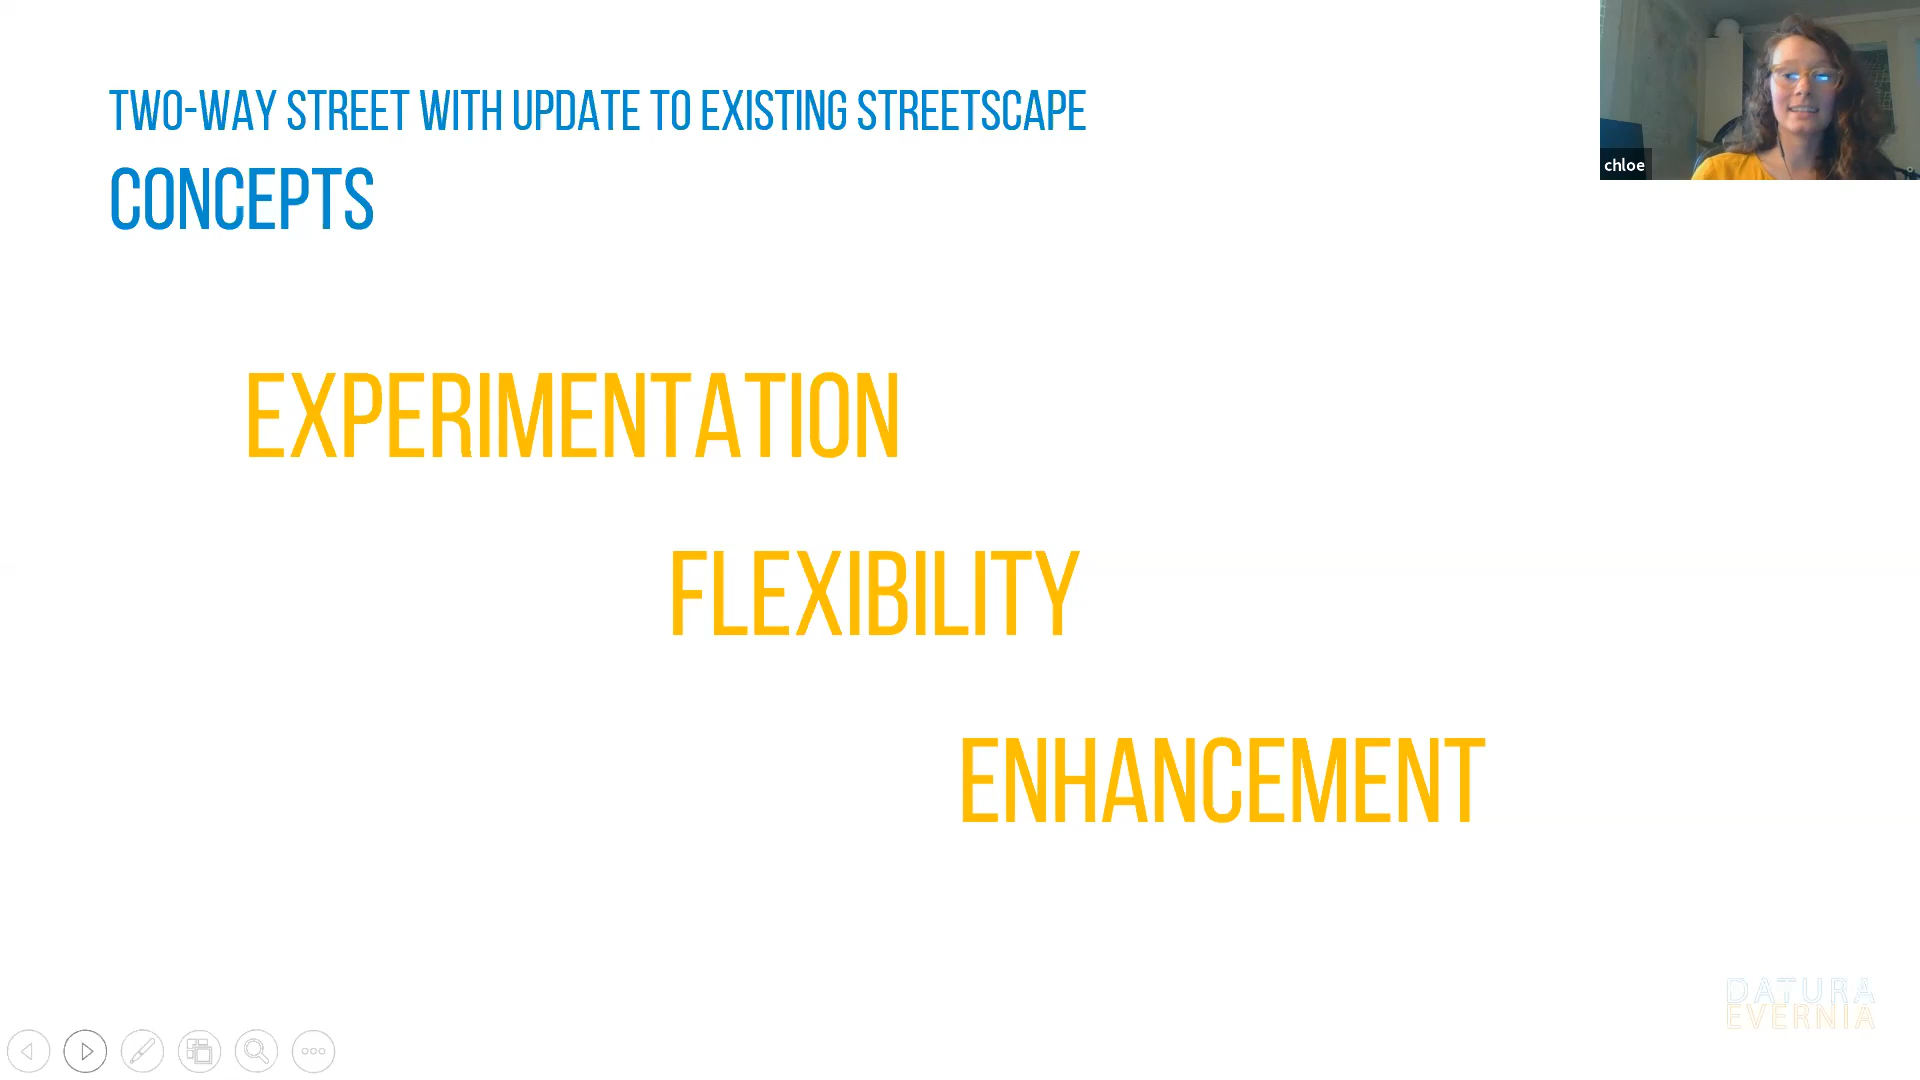 TWO-WAY STREET WITH UPDATE TO EXISTING STREETSCAPE
CONCEPTS
chloe
EXPERIMENTATION
FLEXIBILITY
ENHANCEMENT
DATURA
EVERNIA